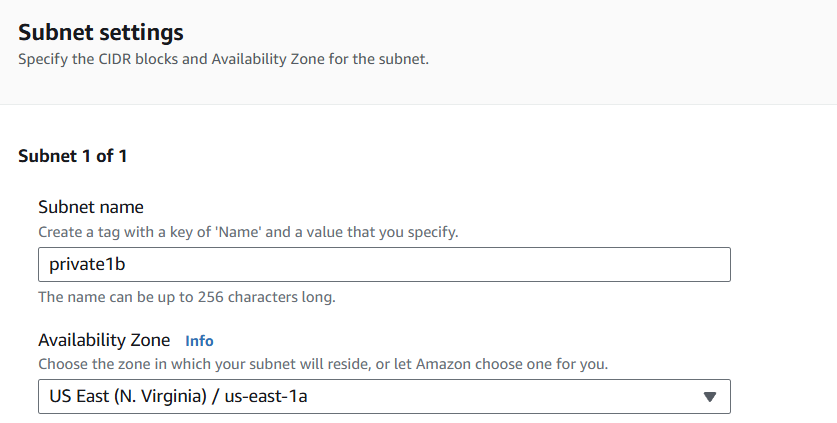 Subnet settings
Specify the CIDR blocks and Availability Zone for the subnet.
Subnet 1 of 1
Subnet name
Create a tag with a key of 'Name' and a value that you specify.
private1b
The name can be up to 256 characters long.
Availability Zone Info
Choose the zone in which your subnet will reside, or let Amazon choose one for you.
US East (N. Virginia) / us-east-1a